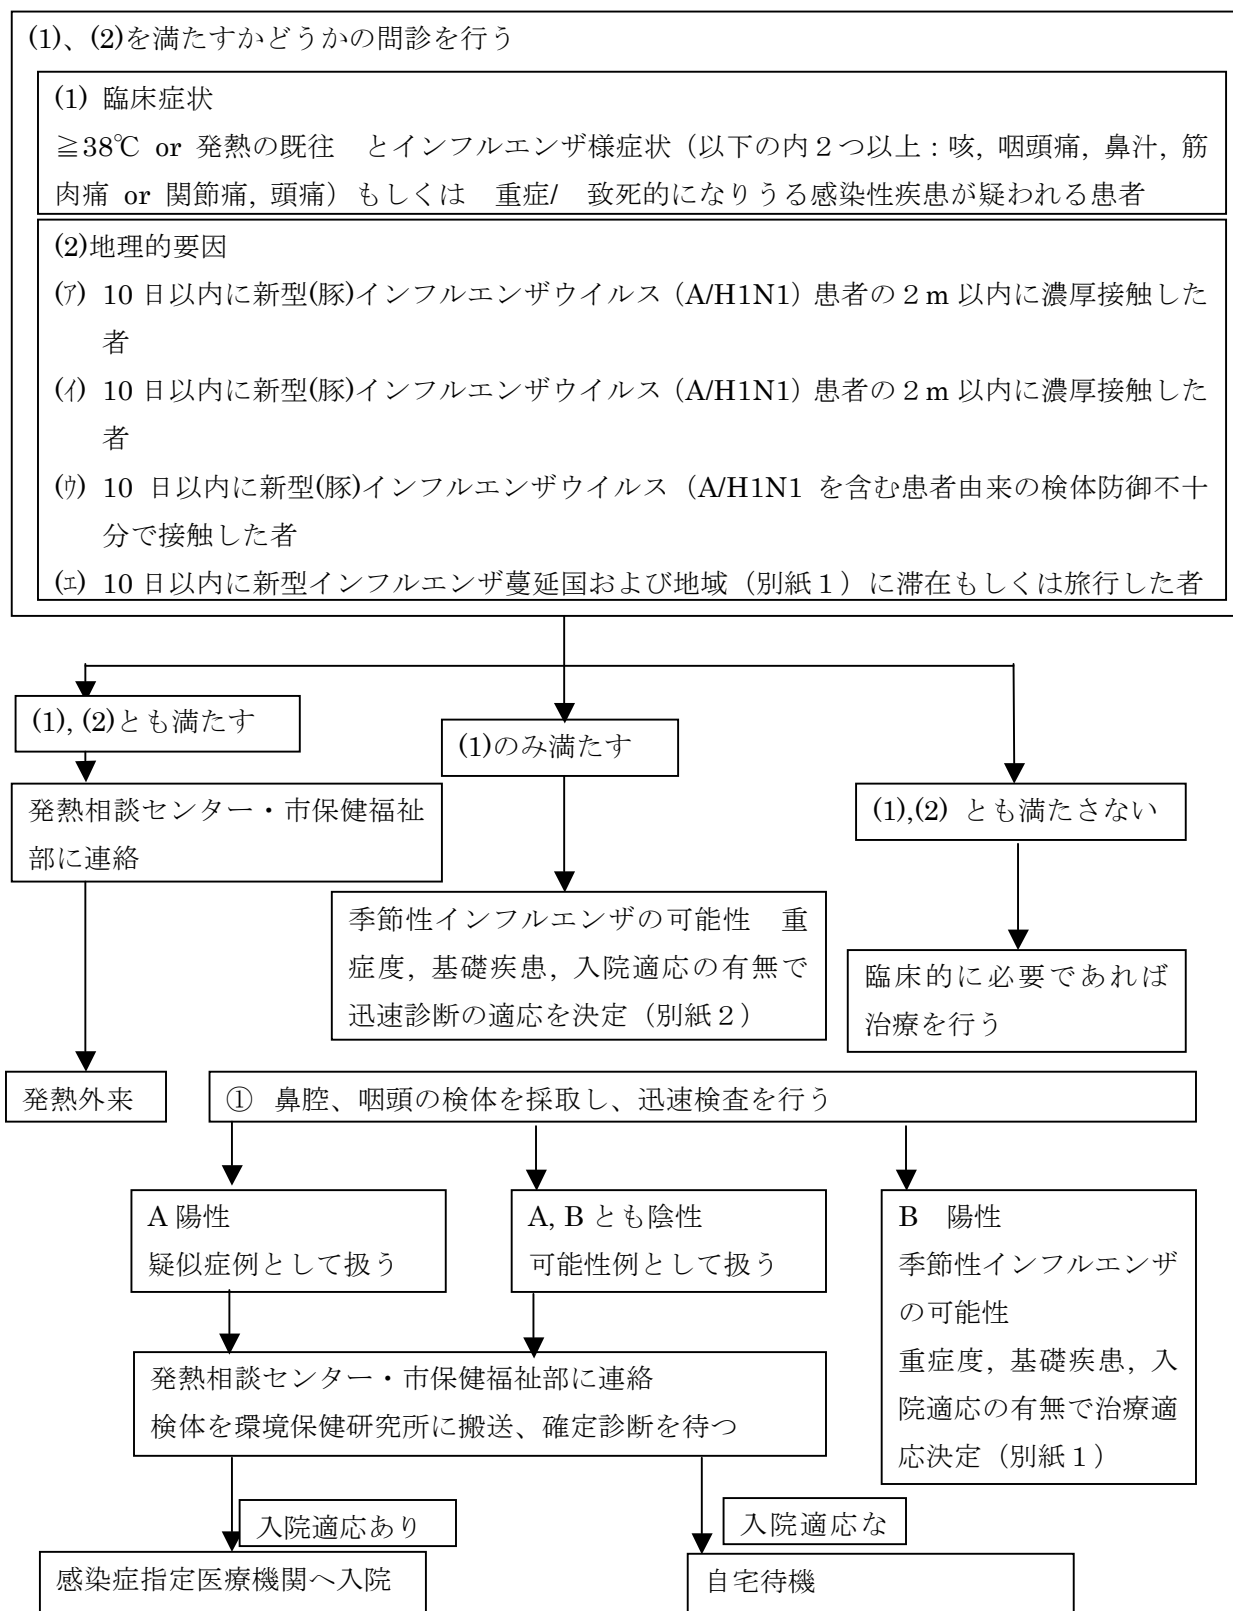 (1)、(2)を満たすかどうかの問診を行う
(1) 臨床症状
≧38℃ or 発熱の既往　とインフルエンザ様症状（以下の内２つ以上：咳, 咽頭痛, 鼻汁, 筋
肉痛 or 関節痛, 頭痛）もしくは　重症/　致死的になりうる感染性疾患が疑われる患者
(2)地理的要因
(ｱ) 10 日以内に新型(豚)インフルエンザウイルス（A/H1N1）患者の２m 以内に濃厚接触した
者
(ｲ) 10 日以内に新型(豚)インフルエンザウイルス（A/H1N1）患者の２m 以内に濃厚接触した
者
(ｳ) 10 日以内に新型(豚)インフルエンザウイルス（A/H1N1 を含む患者由来の検体防御不十
分で接触した者
(ｴ) 10 日以内に新型インフルエンザ蔓延国および地域（別紙１）に滞在もしくは旅行した者
(1), (2)とも満たす
(1)のみ満たす
(1),(2) とも満たさない
発熱相談センター・市保健福祉
部に連絡
季節性インフルエンザの可能性　重
症度, 基礎疾患, 入院適応の有無で
迅速診断の適応を決定（別紙２）
臨床的に必要であれば
治療を行う
発熱外来
①　鼻腔、咽頭の検体を採取し、迅速検査を行う
A 陽性
疑似症例として扱う
A, B とも陰性
可能性例として扱う
B　陽性
季節性インフルエンザ
の可能性
重症度, 基礎疾患, 入
院適応の有無で治療適
応決定（別紙１）
発熱相談センター・市保健福祉部に連絡
検体を環境保健研究所に搬送、確定診断を待つ
入院適応あり
入院適応な
感染症指定医療機関へ入院
自宅待機